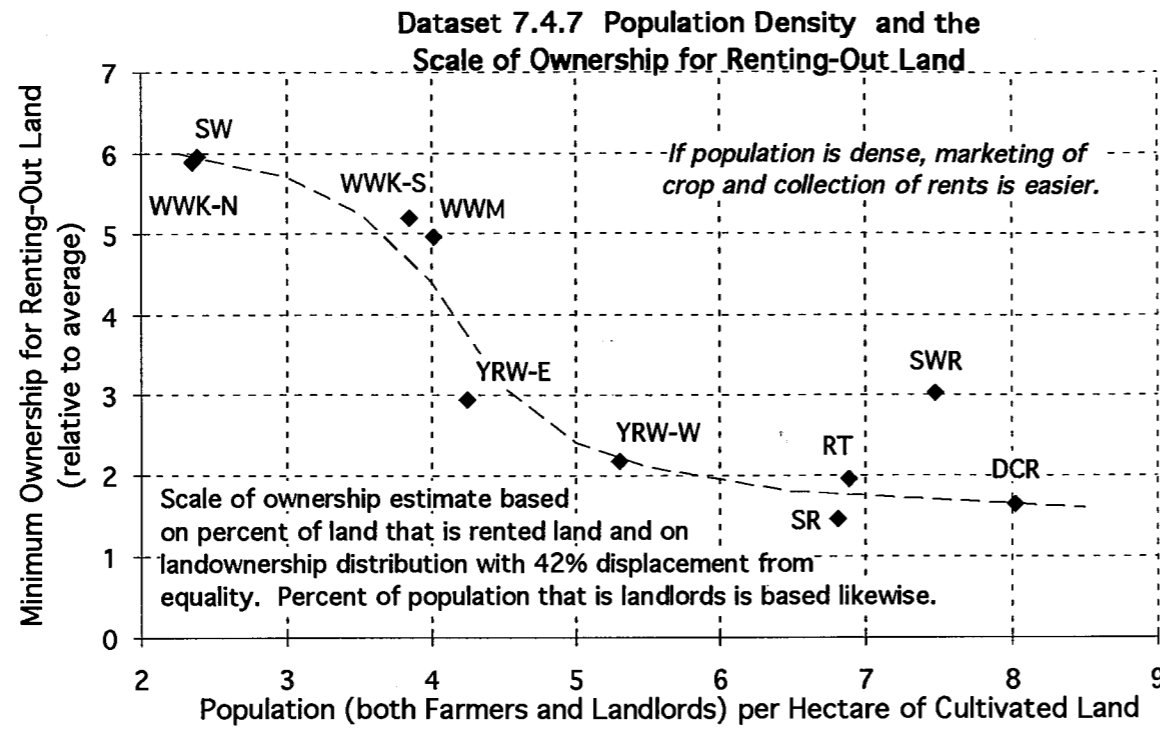 Dataset 7.4.7 Population Density and the
Scale of Ownership for Renting-Out Land
Minimum Ownership for Renting-Out Land
(relative to average)
7
6
5
4
3
2
1
0
SW
WWK-N
WWK-S
WWM
YRW-E
YRW-W
SWR
RT
SR
DCR
If population is dense, marketing of
crop and collection of rents is easier.
Scale of ownership estimate based
on percent of land that is rented land and on
landownership distribution with 42% displacement from
equality. Percent of population that is landlords is based likewise.
2 3 4 5 6 7 8 9
Population (both Farmers and Landlords) per Hectare of Cultivated Land